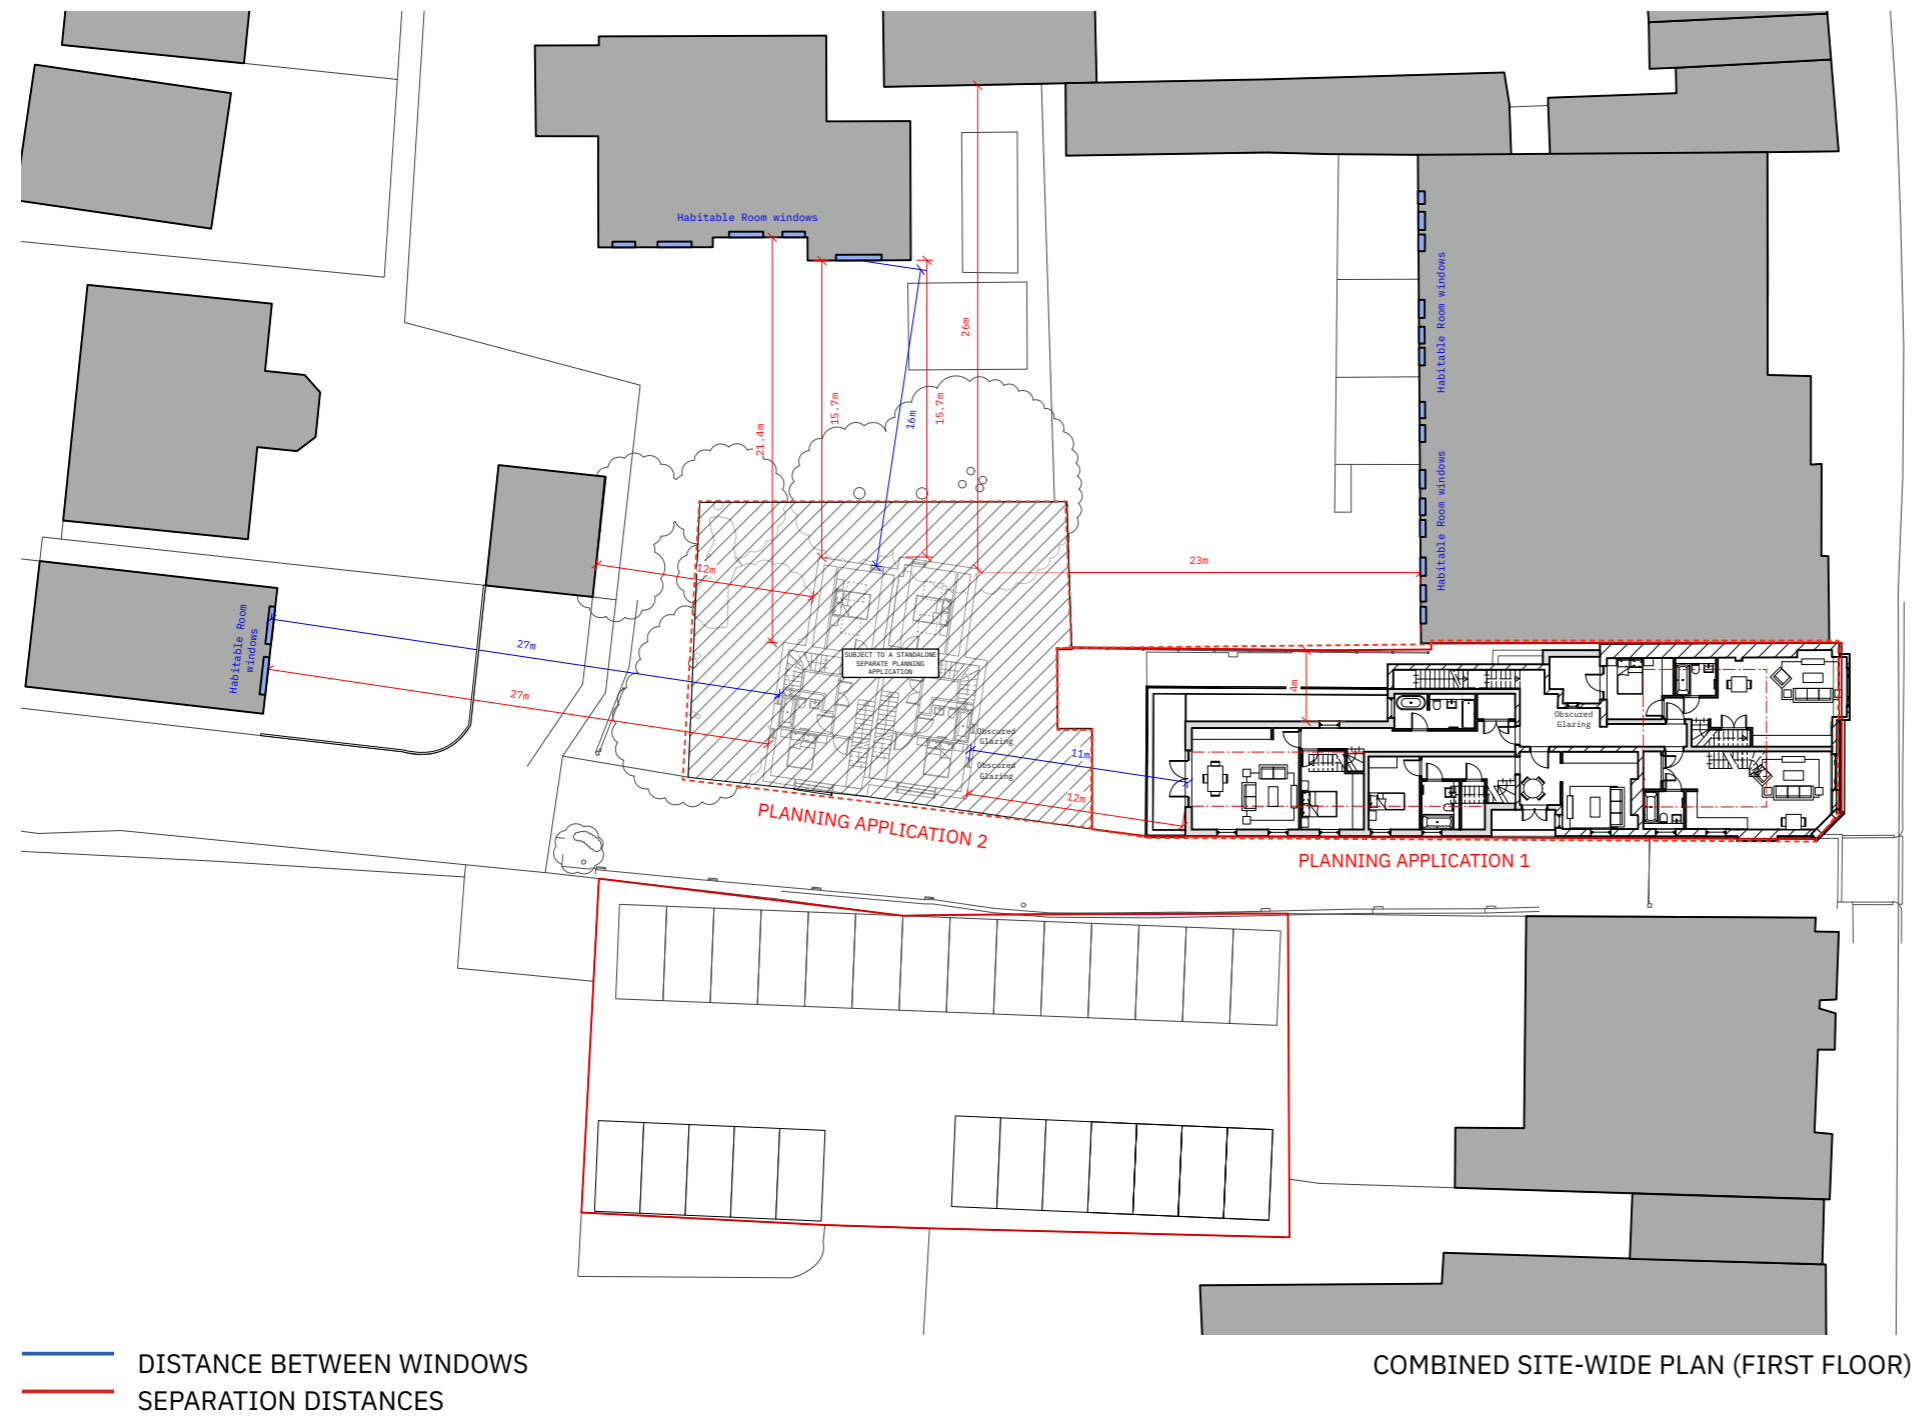 Habitable Room windows
Habitable Room windows
26m
15.7m
16m
15.7m
21.4m
Habitable Room windows
23m
12m
Habitable Room
windows
27m
27m
SUBJECT TO A STANDALONE
SEPARATE PLANNING
APPLICATION
4m
Obscured
Glazing
Obscured
Glazing
Obscured
Glazing
11m
12m
PLANNING APPLICATION 2
PLANNING APPLICATION 1
DISTANCE BETWEEN WINDOWS
SEPARATION DISTANCES
COMBINED SITE-WIDE PLAN (FIRST FLOOR)